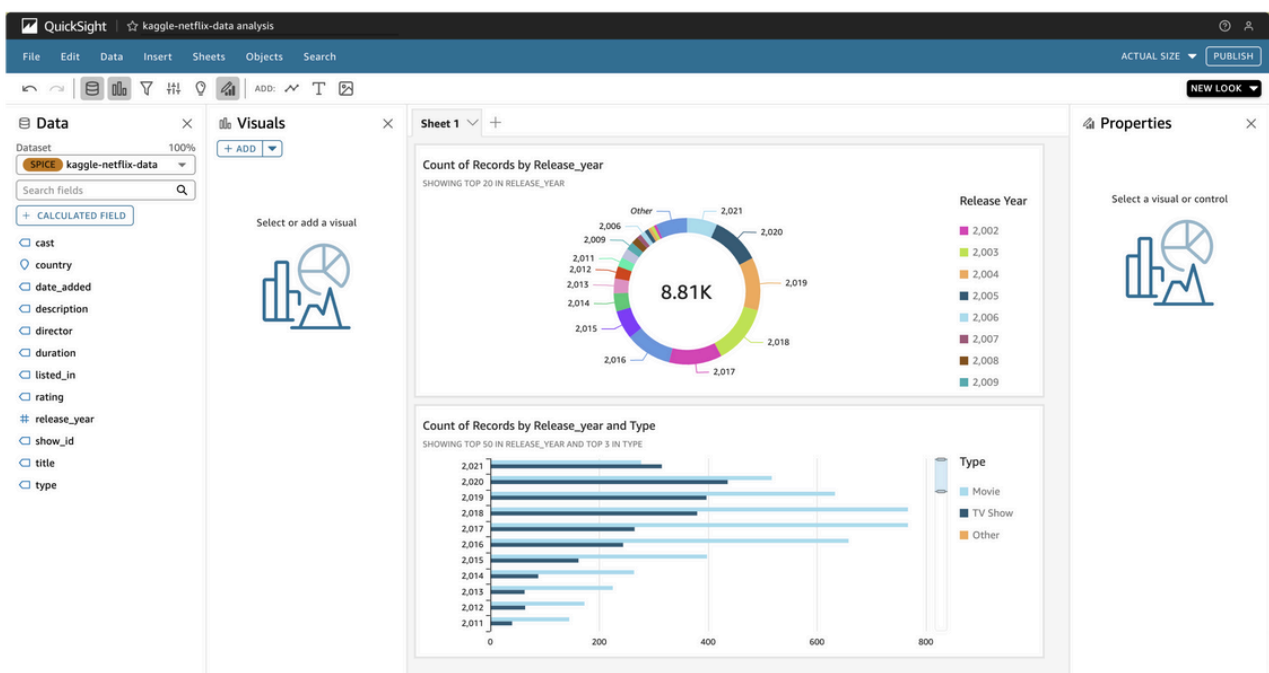 QuickSight kaggle-netflix-data analysis
File Edit Data Insert Sheets Objects Search ACTUAL SIZE PUBLISH
ADD: T NEW LOOK
Data
Dataset 100%
SPICE kaggle-netflix-data
Search fields
+ CALCULATED FIELD
cast
country
date_added
description
director
duration
listed_in
rating
# release_year
show_id
title
type
Visuals
+ ADD
Select or add a visual
Sheet 1 +
Count of Records by Release_year
SHOWING TOP 20 IN RELEASE_YEAR
Other
2,021
2,006
2,020
2,009
2,011
2,012
2,013
2,019
2,014
2,015
2,018
2,016
2,017
8.81K
Release Year
2,002
2,003
2,004
2,005
2,006
2,007
2,008
2,009
Count of Records by Release_year and Type
SHOWING TOP 50 IN RELEASE_YEAR AND TOP 3 IN TYPE
2,021
2,020
2,019
2,018
2,017
2,016
2,015
2,014
2,013
2,012
2,011
0 200 400 600 800
Type
Movie
TV Show
Other
Properties
Select a visual or control